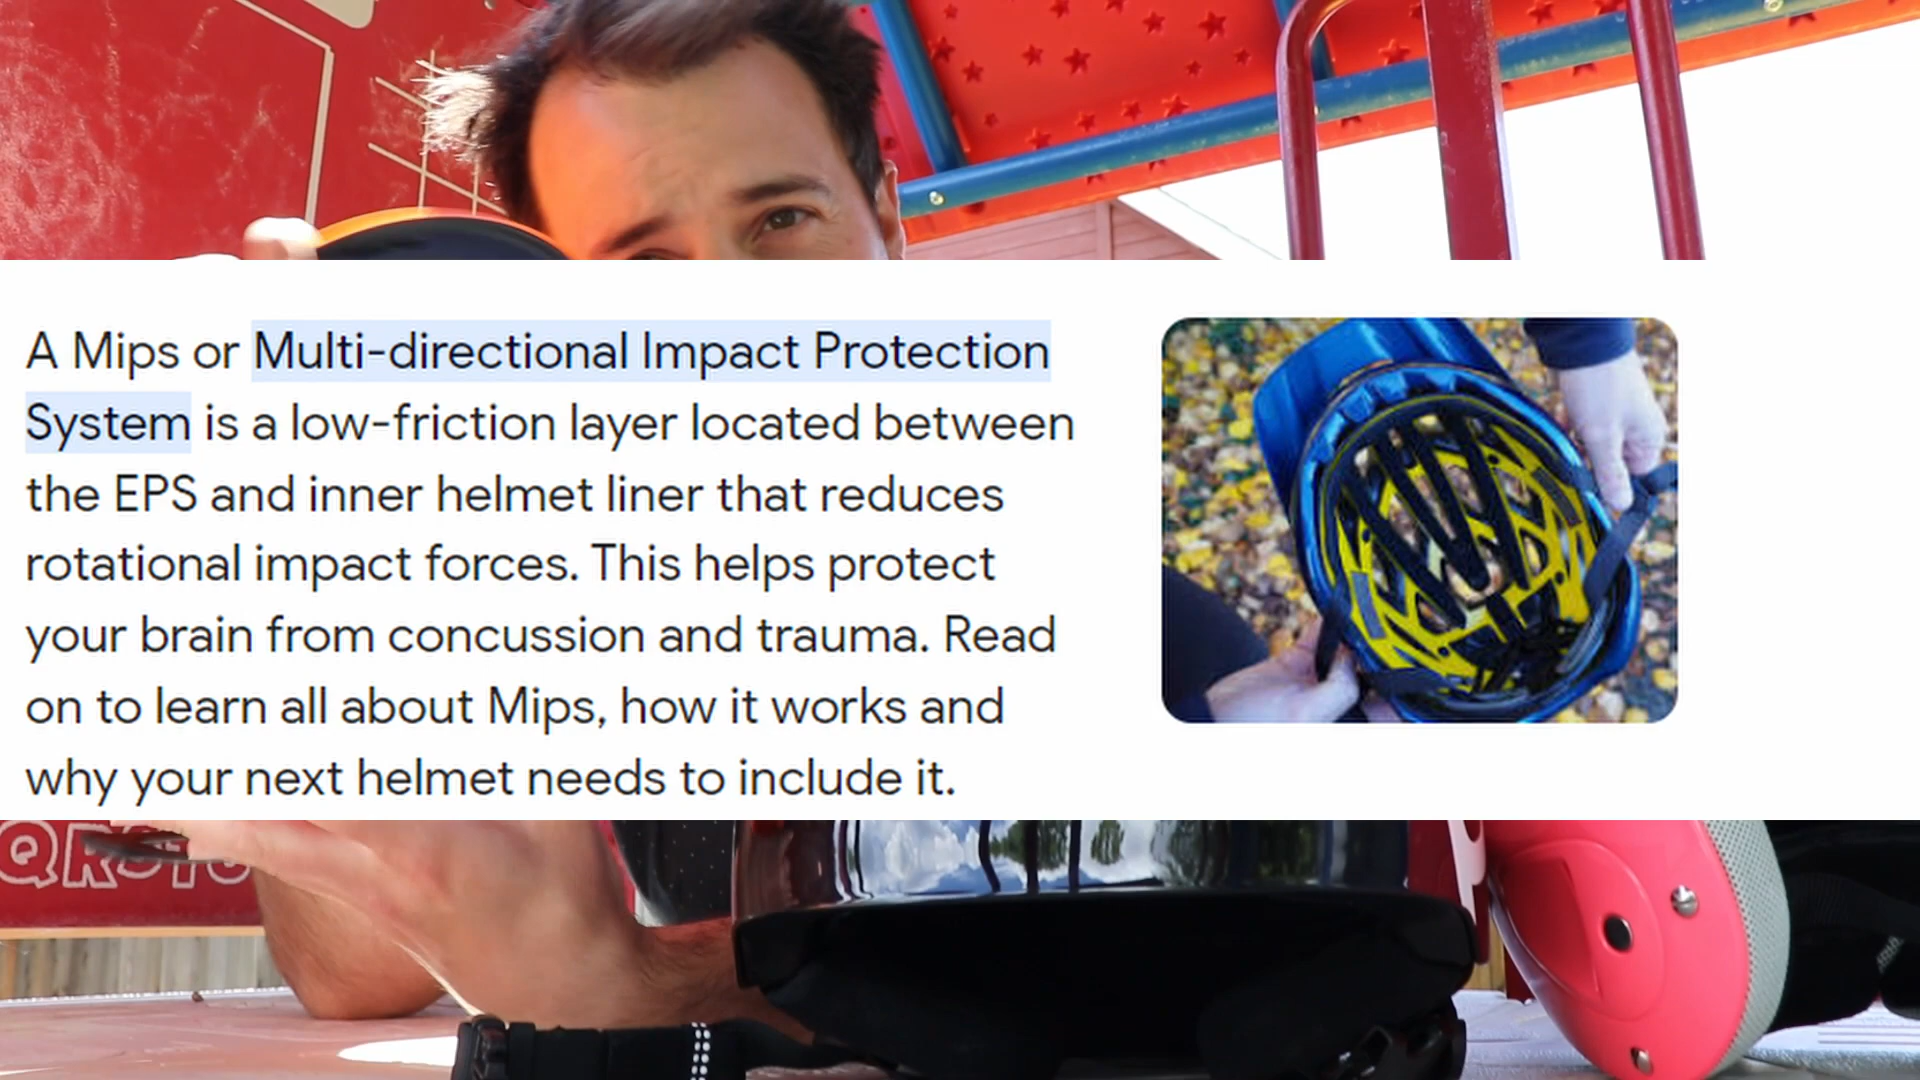 A Mips or Multi-directional Impact Protection
System is a low-friction layer located between
the EPS and inner helmet liner that reduces
rotational impact forces. This helps protect
your brain from concussion and trauma. Read
on to learn all about Mips, how it works and
why your next helmet needs to include it.
QRSTU